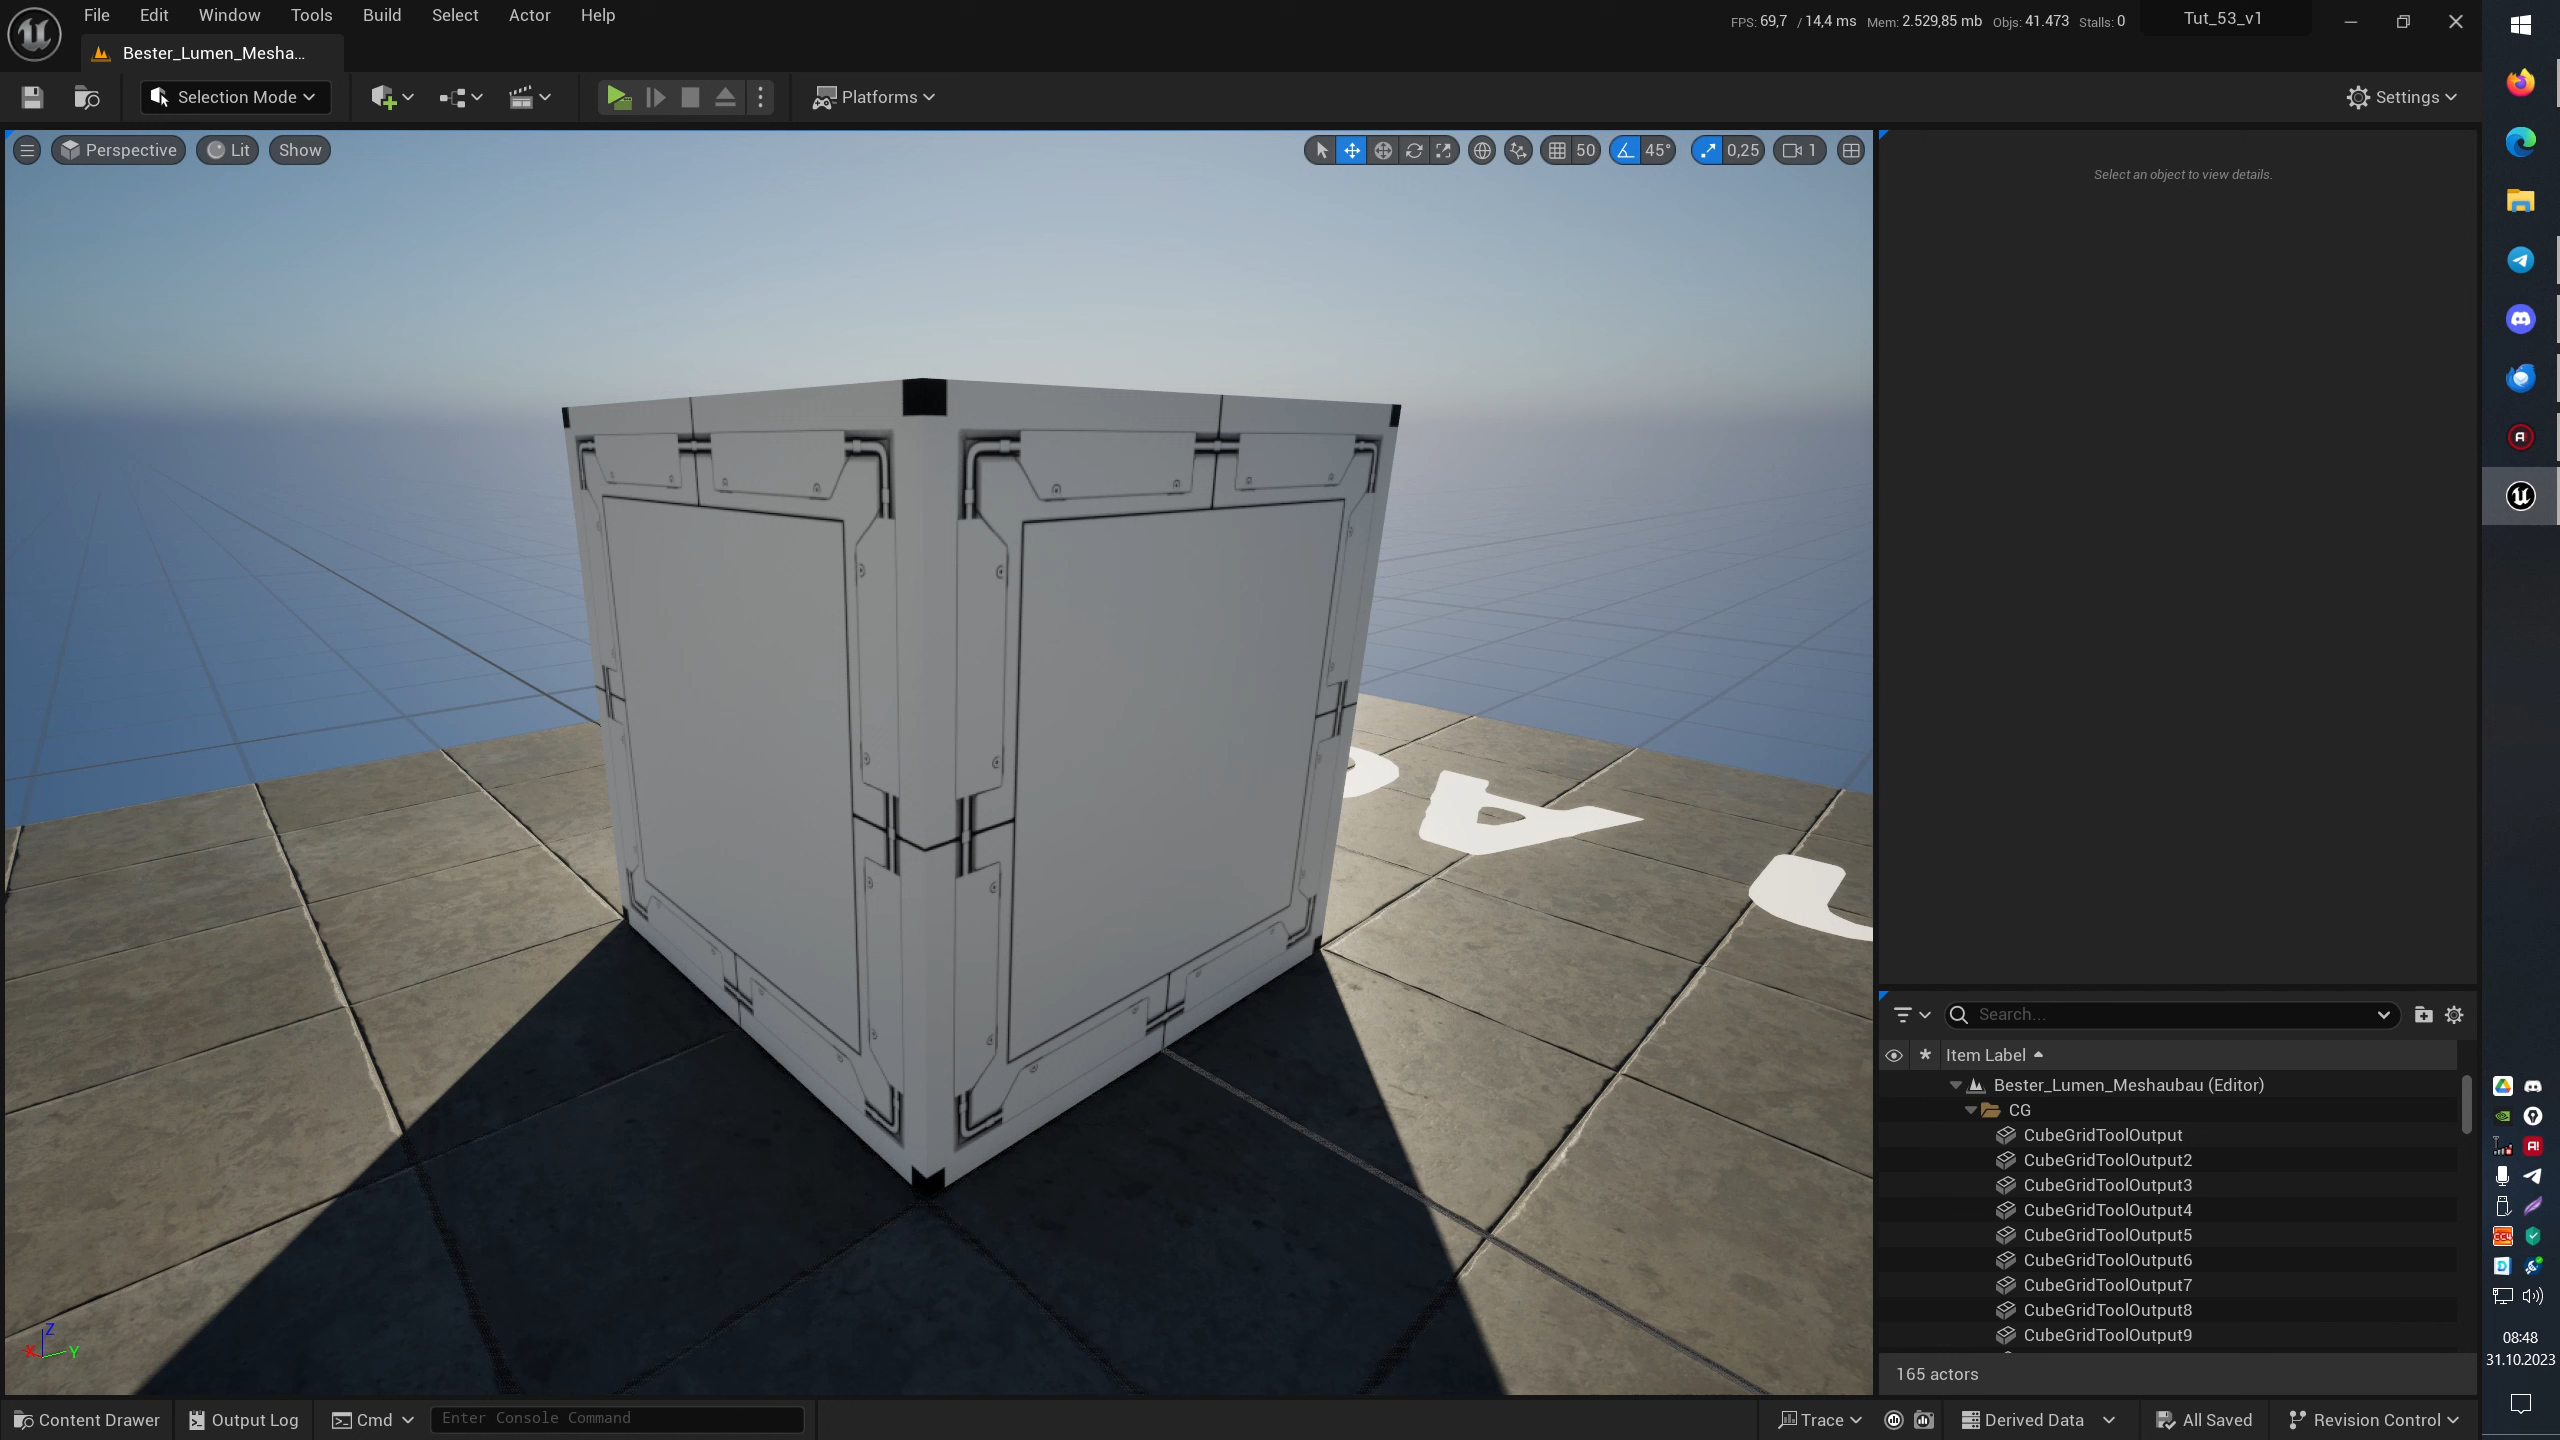 File Edit Window Tools Build Select Actor Help
FPS: 69,7 / 14,4 ms Mem: 2.529,85 mb Objs: 41.473 Stalls: 0
Tut_53_v1
Bester_Lumen_Mesha...
Selection Mode
Platforms
Settings
Perspective Lit Show
50 45° 0,25 1
Select an object to view details.
Search...
Item Label
Bester_Lumen_Meshaubau (Editor)
CG
CubeGridToolOutput
CubeGridToolOutput2
CubeGridToolOutput3
CubeGridToolOutput4
CubeGridToolOutput5
CubeGridToolOutput6
CubeGridToolOutput7
CubeGridToolOutput8
CubeGridToolOutput9
165 actors
Z
X Y
08:48
31.10.2023
Content Drawer Output Log Cmd Enter Console Command
Trace Derived Data All Saved Revision Control